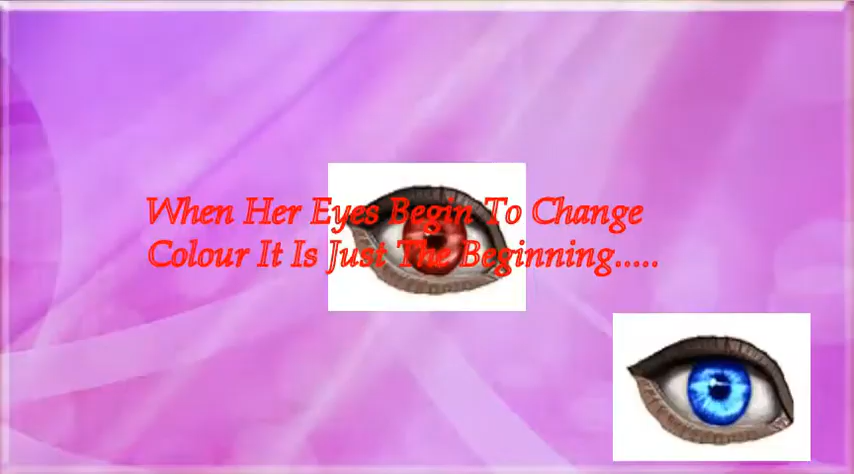 When Her Eyes Begin To Change
Colour It Is Just The Beginning.....